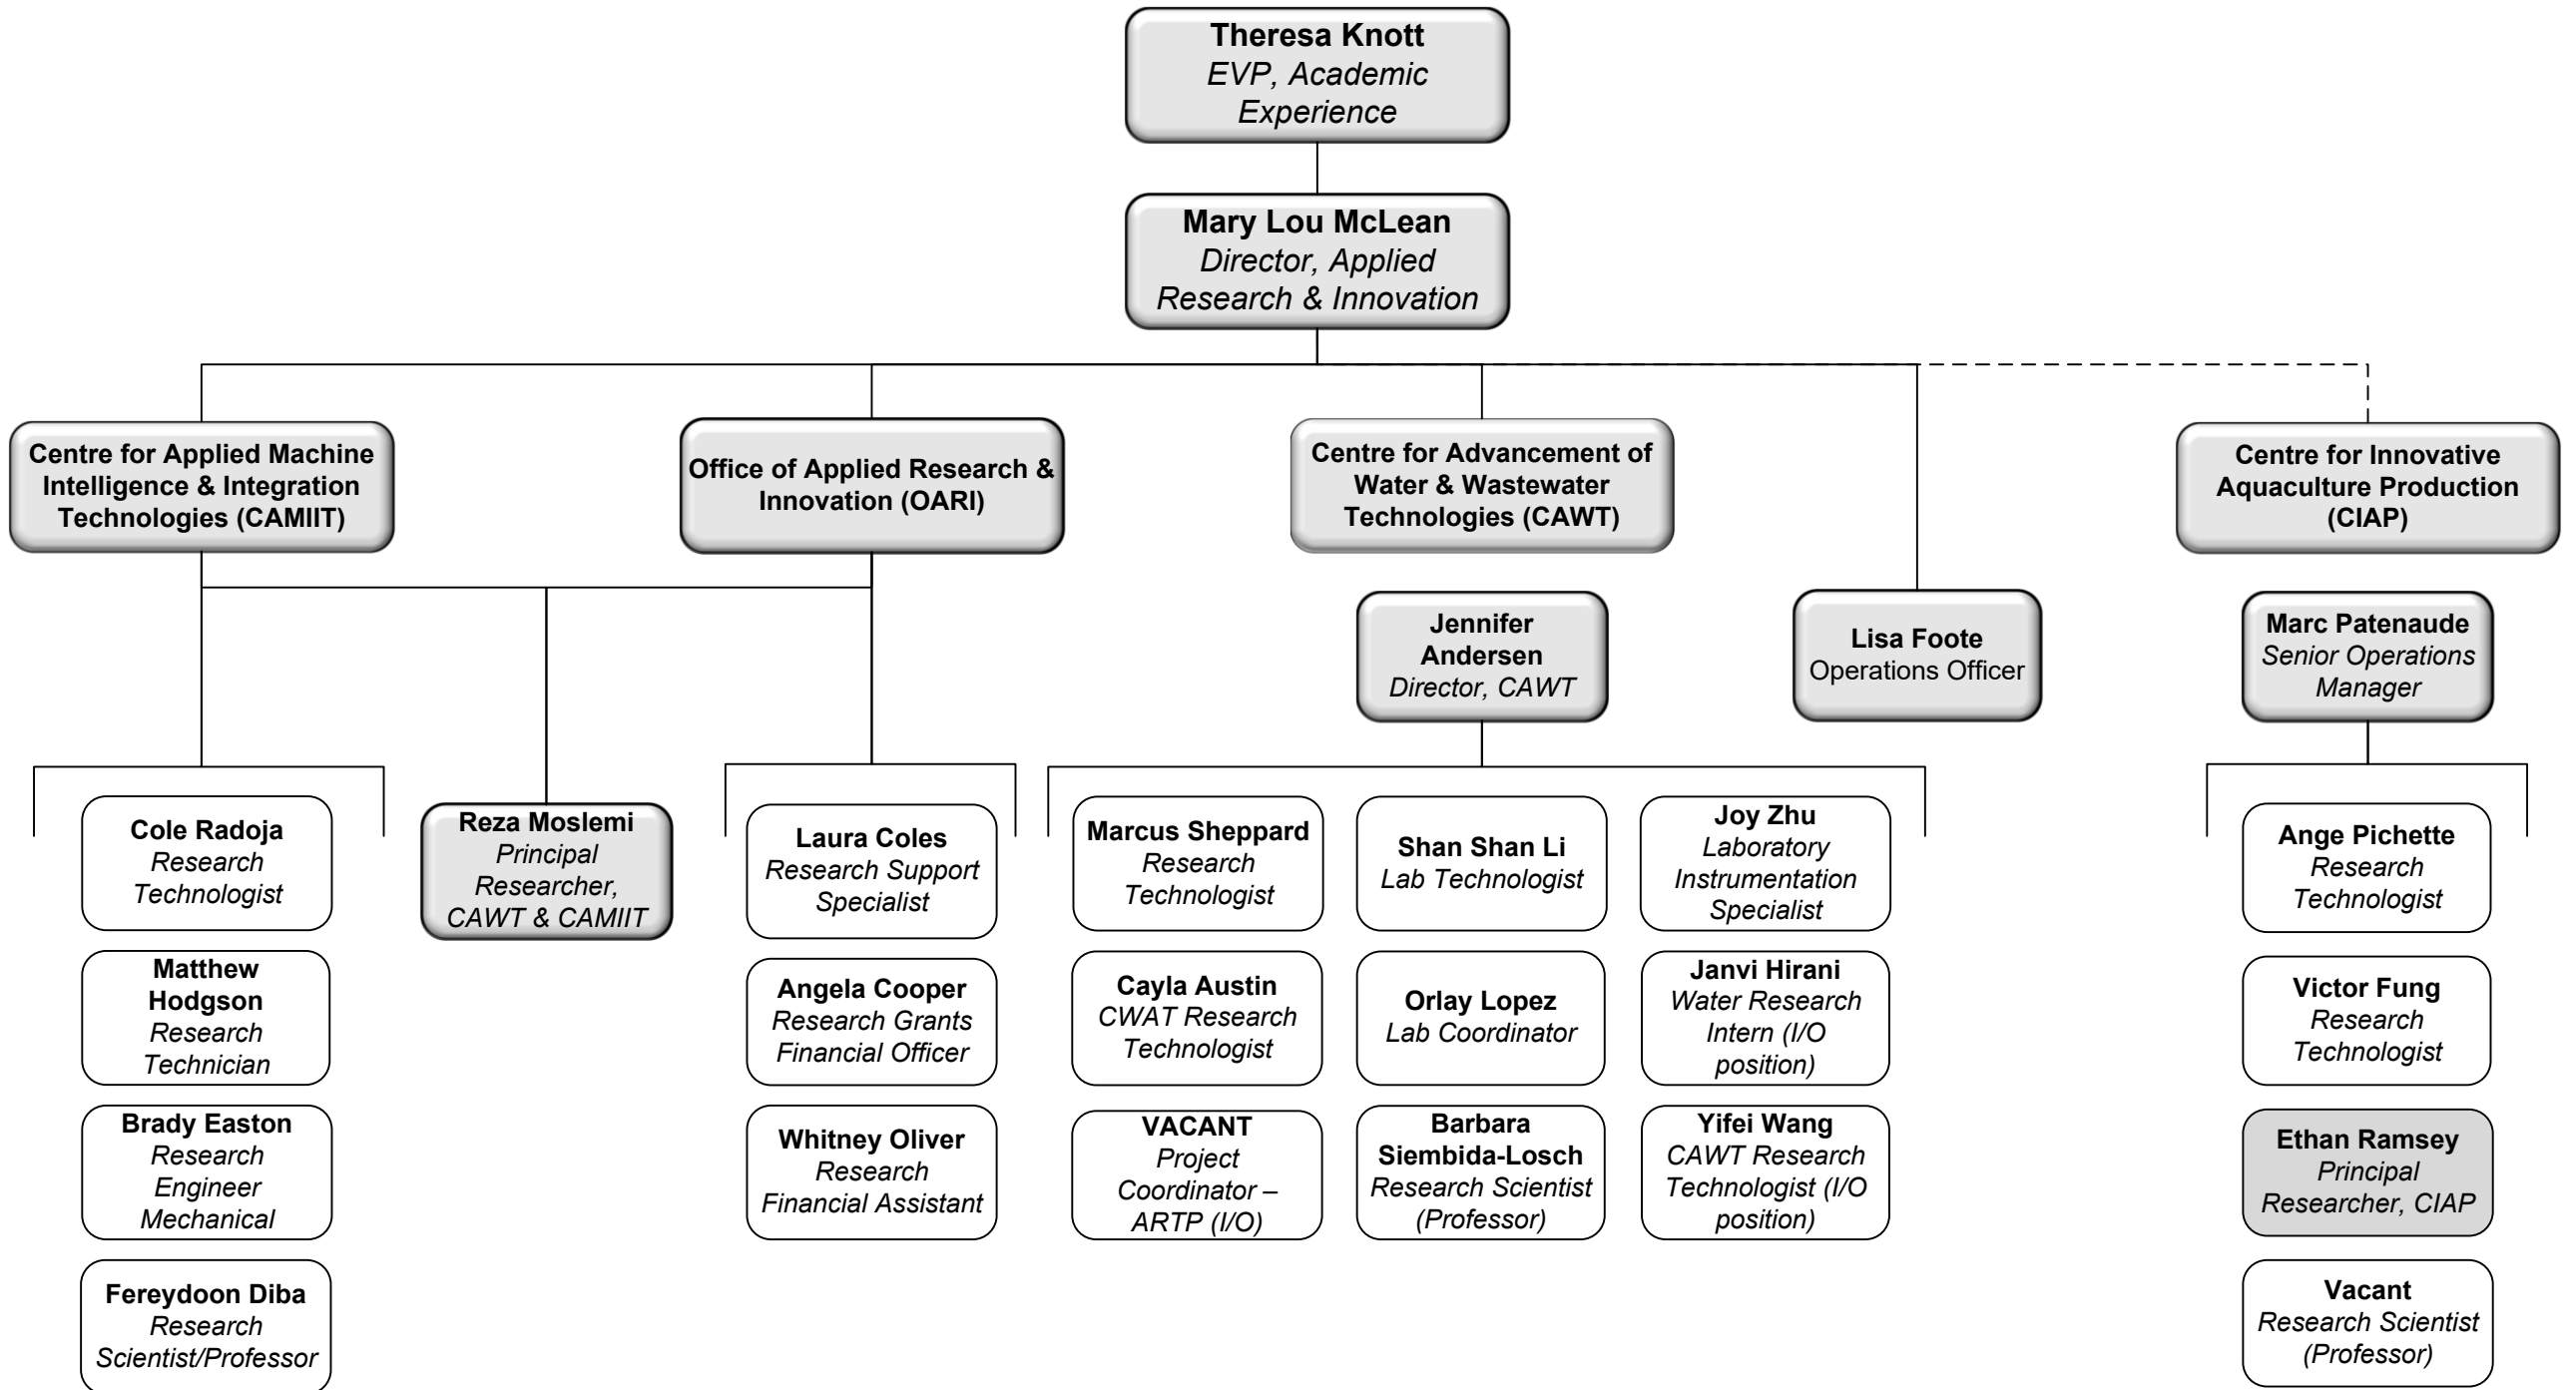 Theresa Knott
EVP, Academic
Experience
Mary Lou McLean
Director, Applied
Research & Innovation
Centre for Applied Machine
Intelligence & Integration
Technologies (CAMIIT)
Office of Applied Research &
Innovation (OARI)
Centre for Advancement of
Water & Wastewater
Technologies (CAWT)
Centre for Innovative
Aquaculture Production
(CIAP)
Jennifer
Andersen
Director, CAWT
Lisa Foote
Operations Officer
Marc Patenaude
Senior Operations
Manager
Cole Radoja
Research
Technologist
Matthew
Hodgson
Research
Technician
Brady Easton
Research
Engineer
Mechanical
Fereydoon Diba
Research
Scientist/Professor
Reza Moslemi
Principal
Researcher,
CAWT & CAMIIT
Laura Coles
Research Support
Specialist
Angela Cooper
Research Grants
Financial Officer
Whitney Oliver
Research
Financial Assistant
Marcus Sheppard
Research
Technologist
Cayla Austin
CWAT Research
Technologist
VACANT
Project
Coordinator –
ARTP (I/O)
Shan Shan Li
Lab Technologist
Orlay Lopez
Lab Coordinator
Barbara
Siembida-Losch
Research Scientist
(Professor)
Joy Zhu
Laboratory
Instrumentation
Specialist
Janvi Hirani
Water Research
Intern (I/O
position)
Yifei Wang
CAWT Research
Technologist (I/O
position)
Ange Pichette
Research
Technologist
Victor Fung
Research
Technologist
Ethan Ramsey
Principal
Researcher, CIAP
Vacant
Research Scientist
(Professor)